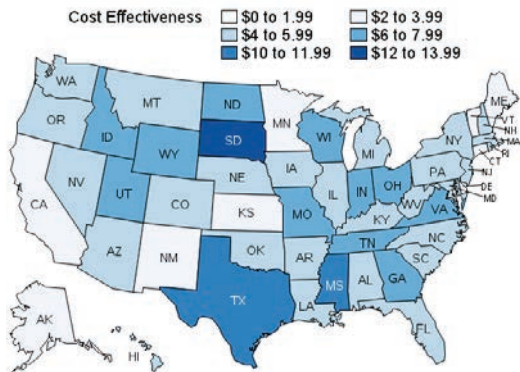 Cost Effectiveness
$0 to 1.99
$2 to 3.99
$4 to 5.99
$6 to 7.99
$10 to 11.99
$12 to 13.99
WA
MT
ND
MN
ME
OR
ID
WY
SD
WI
MI
NY
VT
NH
MA
RI
CT
NV
UT
CO
NE
IA
IL
IN
OH
PA
NJ
DE
MD
CA
KS
MO
KY
WV
VA
AZ
NM
OK
AR
TN
NC
SC
TX
LA
MS
AL
GA
FL
AK
HI